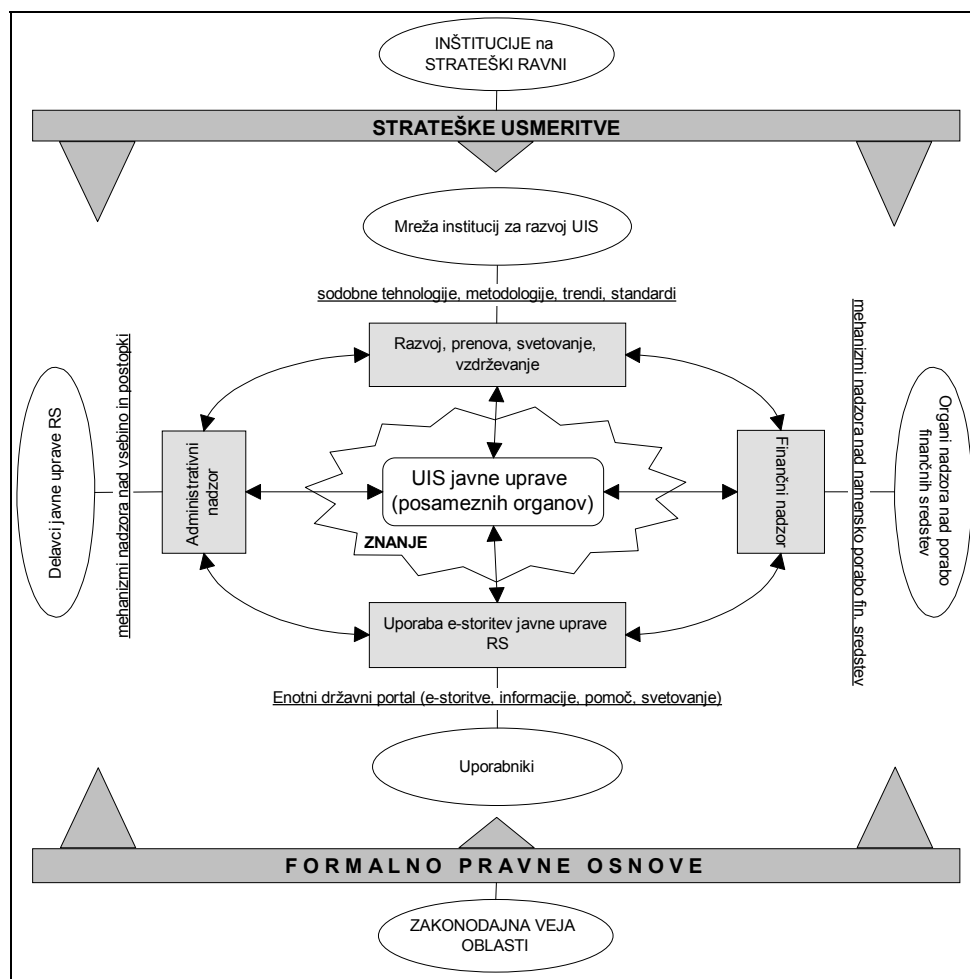 INŠTITUCIJE na
STRATEŠKI RAVNI
STRATEŠKE USMERITVE
Mreža institucij za razvoj UIS
sodobne tehnologije, metodologije, trendi, standardi
Razvoj, prenova, svetovanje,
vzdrževanje
Delavci javne uprave RS
mehanizmi nadzora nad vsebino in postopki
Administrativni
nadzor
UIS javne uprave
(posameznih organov)
ZNANJE
Finančni nadzor
mehanizmi nadzora nad namensko porabo fin. sredstev
Organi nadzora nad porabo
finančnih sredstev
Uporaba e-storitev javne uprave
RS
Enotni državni portal (e-storitve, informacije, pomoč, svetovanje)
Uporabniki
FORMALNO PRAVNE OSNOVE
ZAKONODAJNA VEJA
OBLASTI